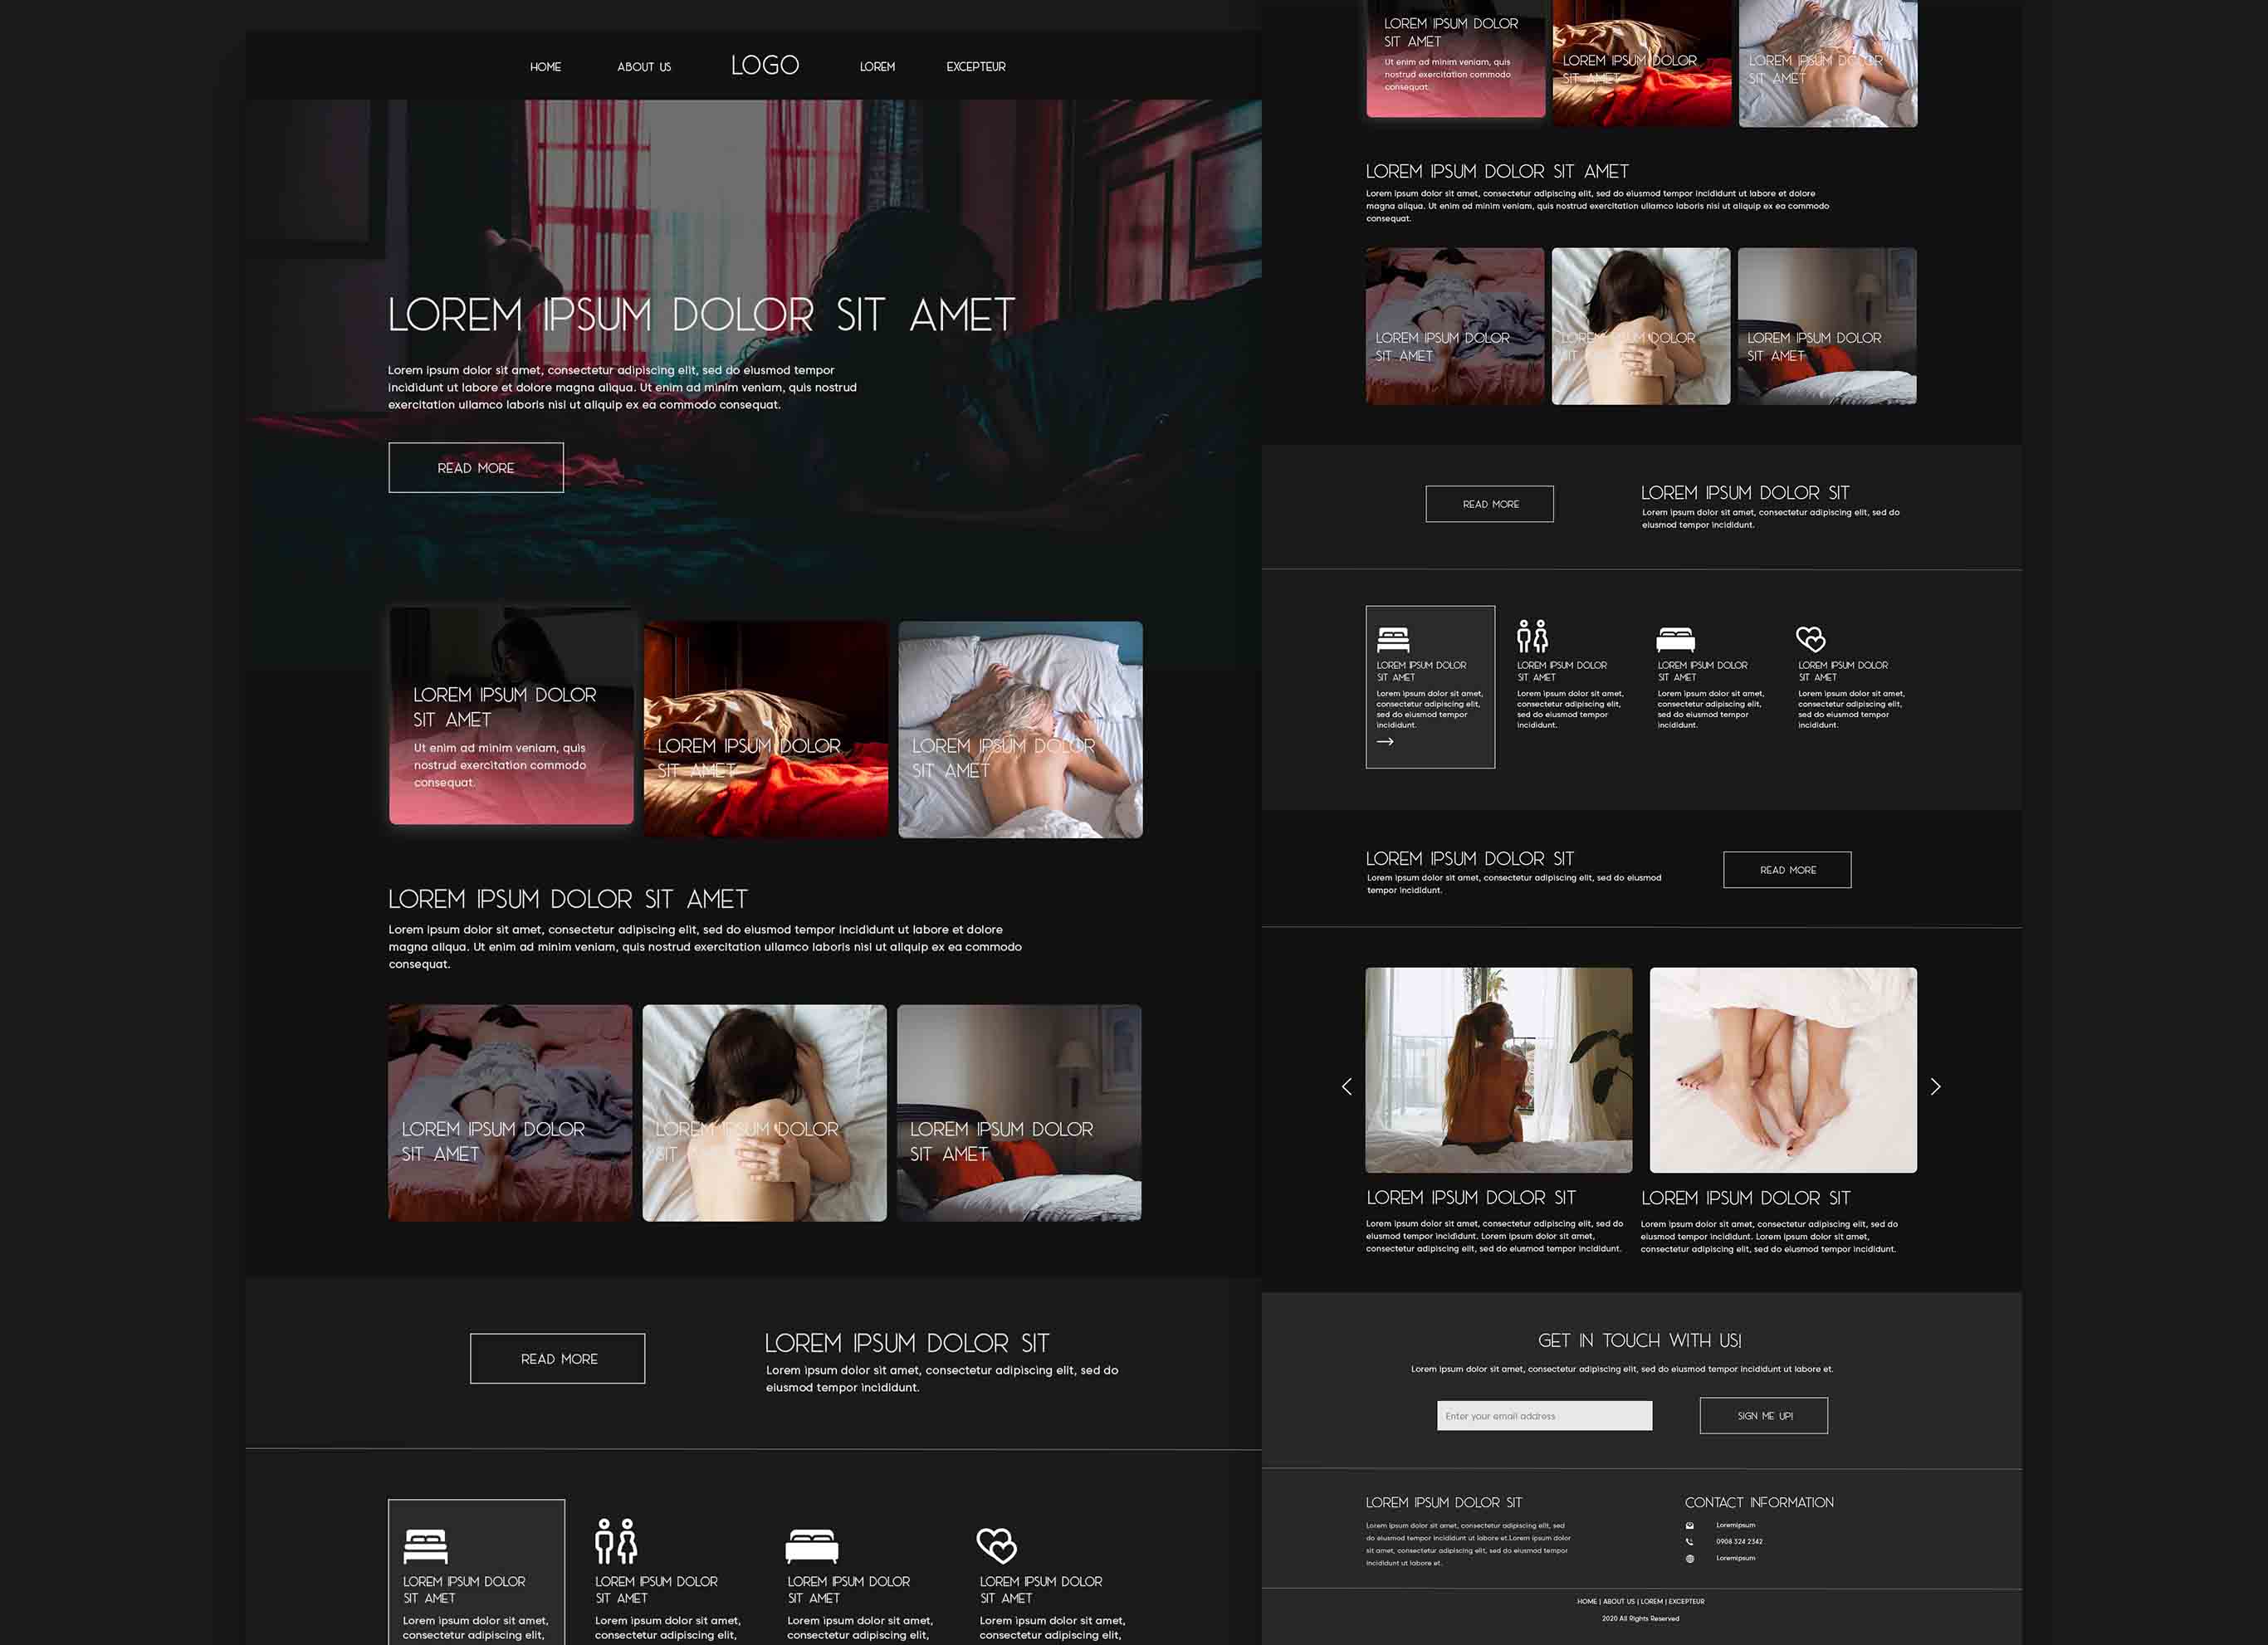 HOME
ABOUT US
LOGO
LOREM
EXCEPTEUR
LOREM IPSUM DOLOR SIT AMET
Lorem ipsum dolor sit amet, consectetur adipiscing elit, sed do eiusmod tempor
incididunt ut labore et dolore magna aliqua. Ut enim ad minim veniam, quis nostrud
exercitation ullamco laboris nisi ut aliquip ex ea commodo consequat.
READ MORE
LOREM IPSUM DOLOR
SIT AMET
Ut enim ad minim veniam, quis
nostrud exercitation commodo
consequat.
LOREM IPSUM DOLOR
SIT AMET
LOREM IPSUM DOLOR
SIT AMET
LOREM IPSUM DOLOR SIT AMET
Lorem ipsum dolor sit amet, consectetur adipiscing elit, sed do eiusmod tempor incididunt ut labore et dolore
magna aliqua. Ut enim ad minim veniam, quis nostrud exercitation ullamco laboris nisi ut aliquip ex ea commodo
consequat.
LOREM IPSUM DOLOR
SIT AMET
LOREM IPSUM DOLOR
SIT
LOREM IPSUM DOLOR
SIT AMET
READ MORE
LOREM IPSUM DOLOR SIT
Lorem ipsum dolor sit amet, consectetur adipiscing elit, sed do
eiusmod tempor incididunt.
LOREM IPSUM DOLOR
SIT AMET
Lorem ipsum dolor sit amet,
consectetur adipiscing elit,
LOREM IPSUM DOLOR
SIT AMET
Lorem ipsum dolor sit amet,
consectetur adipiscing elit,
LOREM IPSUM DOLOR
SIT AMET
Lorem ipsum dolor sit amet,
consectetur adipiscing elit,
LOREM IPSUM DOLOR
SIT AMET
Lorem ipsum dolor sit amet,
consectetur adipiscing elit,
LOREM IPSUM DOLOR
SIT AMET
Ut enim ad minim veniam, quis
nostrud exercitation commodo
consequat.
LOREM IPSUM DOLOR
SIT AMET
LOREM IPSUM DOLOR
SIT AMET
LOREM IPSUM DOLOR SIT AMET
Lorem ipsum dolor sit amet, consectetur adipiscing elit, sed do eiusmod tempor incididunt ut labore et dolore
magna aliqua. Ut enim ad minim veniam, quis nostrud exercitation ullamco laboris nisi ut aliquip ex ea commodo
consequat.
LOREM IPSUM DOLOR
SIT AMET
LOREM IPSUM DOLOR
SIT
LOREM IPSUM DOLOR
SIT AMET
READ MORE
LOREM IPSUM DOLOR SIT
Lorem ipsum dolor sit amet, consectetur adipiscing elit, sed do
eiusmod tempor incididunt.
LOREM IPSUM DOLOR
SIT AMET
Lorem ipsum dolor sit amet,
consectetur adipiscing elit,
sed do eiusmod tempor
incididunt.
LOREM IPSUM DOLOR
SIT AMET
Lorem ipsum dolor sit amet,
consectetur adipiscing elit,
sed do eiusmod tempor
incididunt.
LOREM IPSUM DOLOR
SIT AMET
Lorem ipsum dolor sit amet,
consectetur adipiscing elit,
sed do eiusmod tempor
incididunt.
LOREM IPSUM DOLOR
SIT AMET
Lorem ipsum dolor sit amet,
consectetur adipiscing elit,
sed do eiusmod tempor
incididunt.
LOREM IPSUM DOLOR SIT
Lorem ipsum dolor sit amet, consectetur adipiscing elit, sed do eiusmod
tempor incididunt.
READ MORE
LOREM IPSUM DOLOR SIT
Lorem ipsum dolor sit amet, consectetur adipiscing elit, sed do
eiusmod tempor incididunt. Lorem ipsum dolor sit amet,
consectetur adipiscing elit, sed do eiusmod tempor incididunt.
LOREM IPSUM DOLOR SIT
Lorem ipsum dolor sit amet, consectetur adipiscing elit, sed do
eiusmod tempor incididunt. Lorem ipsum dolor sit amet,
consectetur adipiscing elit, sed do eiusmod tempor incididunt.
GET IN TOUCH WITH US!
Lorem ipsum dolor sit amet, consectetur adipiscing elit, sed do eiusmod tempor incididunt ut labore et.
Enter your email address
SIGN ME UP!
LOREM IPSUM DOLOR SIT
Lorem ipsum dolor sit amet, consectetur adipiscing elit, sed
do eiusmod tempor incididunt ut labore et.Lorem ipsum dolor
sit amet, consectetur adipiscing elit, sed do eiusmod tempor
incididunt ut labore et.
CONTACT INFORMATION
Loremipsum
0908 324 2342
Loremipsum
HOME | ABOUT US | LOREM | EXCEPTEUR
2020 All Rights Reserved